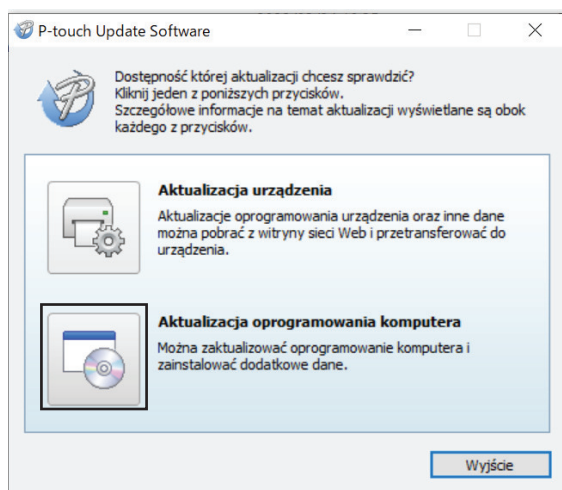 P-touch Update Software
Dostępność której aktualizacji chcesz sprawdzić?
Kliknij jeden z poniższych przycisków.
Szczegółowe informacje na temat aktualizacji wyświetlane są obok
każdego z przycisków.
Aktualizacja urządzenia
Aktualizacje oprogramowania urządzenia oraz inne dane
można pobrać z witryny sieci Web i przetransferować do
urządzenia.
Aktualizacja oprogramowania komputera
Można zaktualizować oprogramowanie komputera i
zainstalować dodatkowe dane.
Wyjście